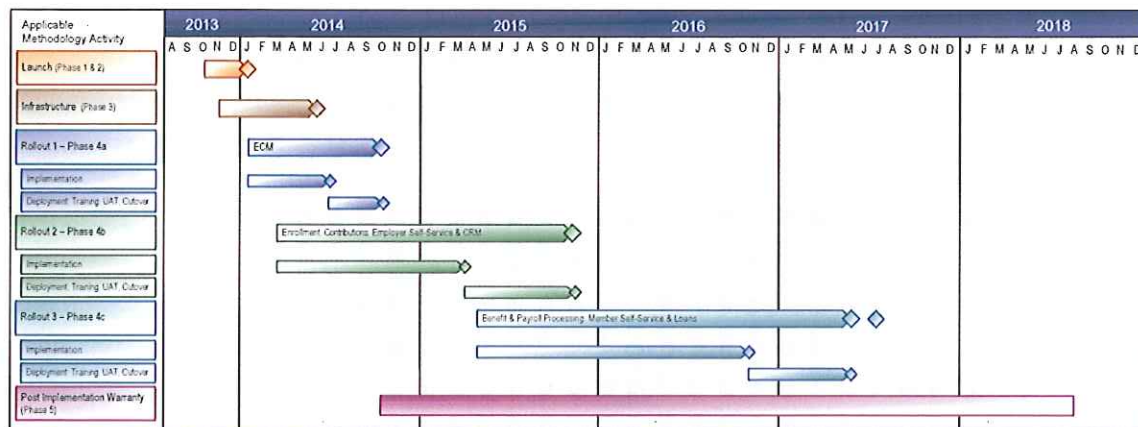 Applicable
Methodology Activity
2013 2014 2015 2016 2017 2018
A S O N D J F M A M J J A S O N D J F M A M J J A S O N D J F M A M J J A S O N D J F M A M J J A S O N D J F M A M J J A S O N D
Launch (Phase 1 & 2)
Infrastructure (Phase 3)
Rollout 1 – Phase 4a
ECM
Implementation
Deployment: Training, UAT, Cutover
Rollout 2 – Phase 4b
Enrollment, Contributions, Employer Self-Service & CRM
Implementation
Deployment: Training, UAT, Cutover
Rollout 3 – Phase 4c
Benefit & Payroll Processing, Member Self-Service & Loans
Implementation
Deployment: Training, UAT, Cutover
Post Implementation Warranty
(Phase 5)